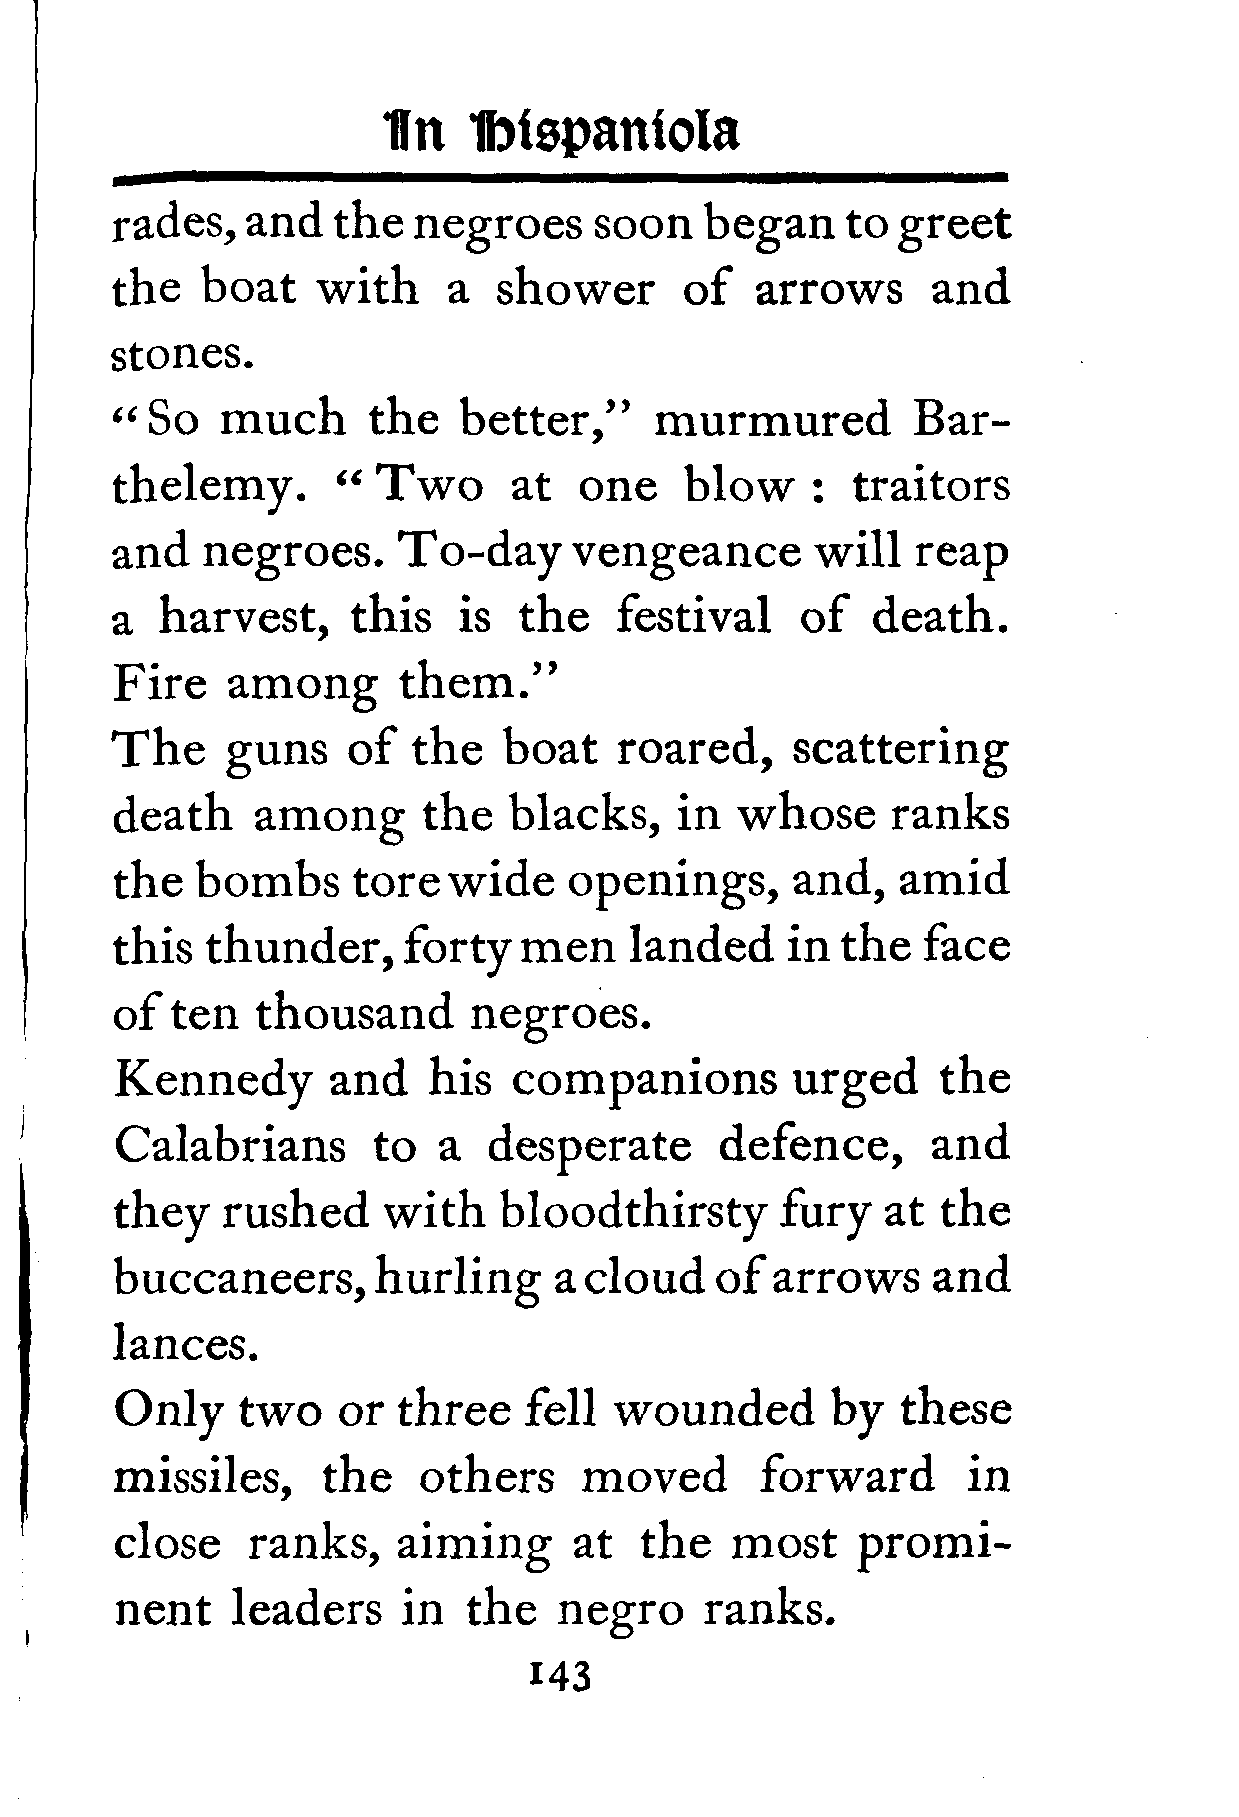 In Hispaniola
rades, and the negroes soon began to greet
the boat with a shower of arrows and
stones.
“ So much the better,” murmured Bar-
thelemy. “ Two at one blow : traitors
and negroes. To-day vengeance will reap
a harvest, this is the festival of death.
Fire among them.”
The guns of the boat roared, scattering
death among the blacks, in whose ranks
the bombs tore wide openings, and, amid
this thunder, forty men landed in the face
of ten thousand negroes.
Kennedy and his companions urged the
Calabrians to a desperate defence, and
they rushed with bloodthirsty fury at the
buccaneers, hurling a cloud of arrows and
lances.
Only two or three fell wounded by these
missiles, the others moved forward in
close ranks, aiming at the most promi-
nent leaders in the negro ranks.
143